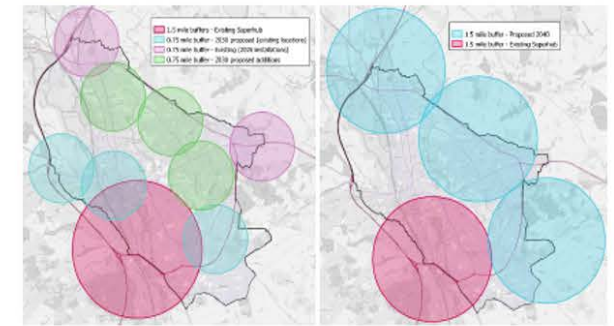 1.5 mile buffers - Existing Superhub
0.75 mile buffer - 2030 proposed (existing locations)
0.75 mile buffer - Existing (2025 installations)
0.75 mile buffer - 2030 proposed additions
1.5 mile buffer - Proposed 2040
1.5 mile buffer - Existing Superhub